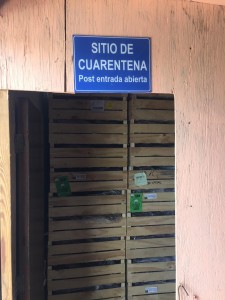 SITIO DE
CUARENTENA
Post entrada abierta